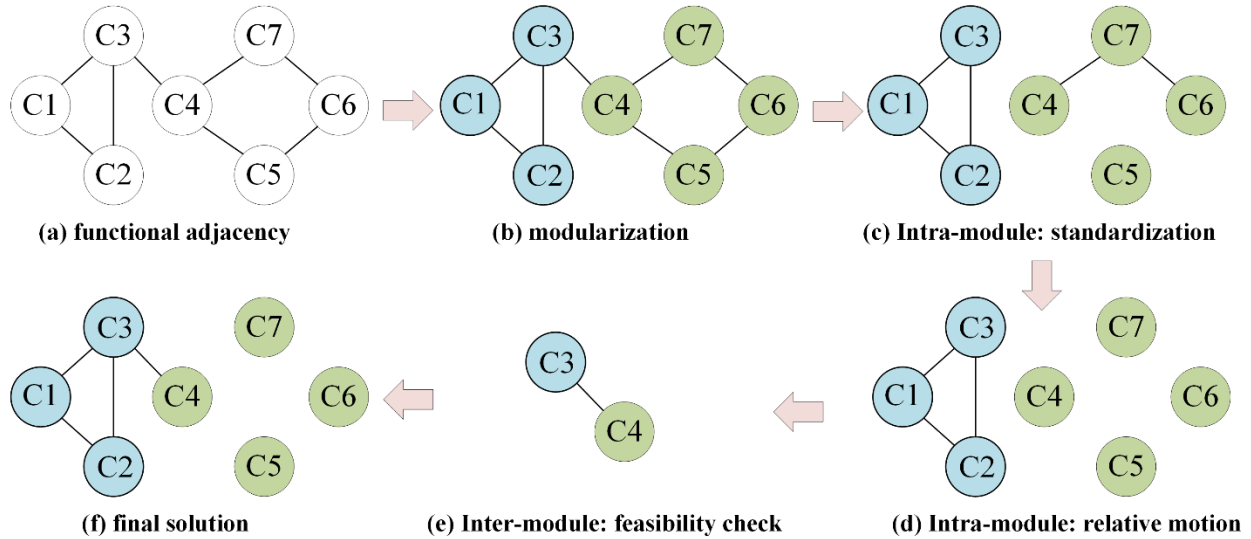 C3 C7
C1 C4 C6
C2 C5
(a) functional adjacency
C3 C7
C1 C4 C6
C2 C5
(b) modularization
C3 C7
C1 C4 C6
C2 C5
(c) Intra-module: standardization
C3 C7
C1 C4 C6
C2 C5
(f) final solution
C3
C4
(e) Inter-module: feasibility check
C3 C7
C1 C4 C6
C2 C5
(d) Intra-module: relative motion